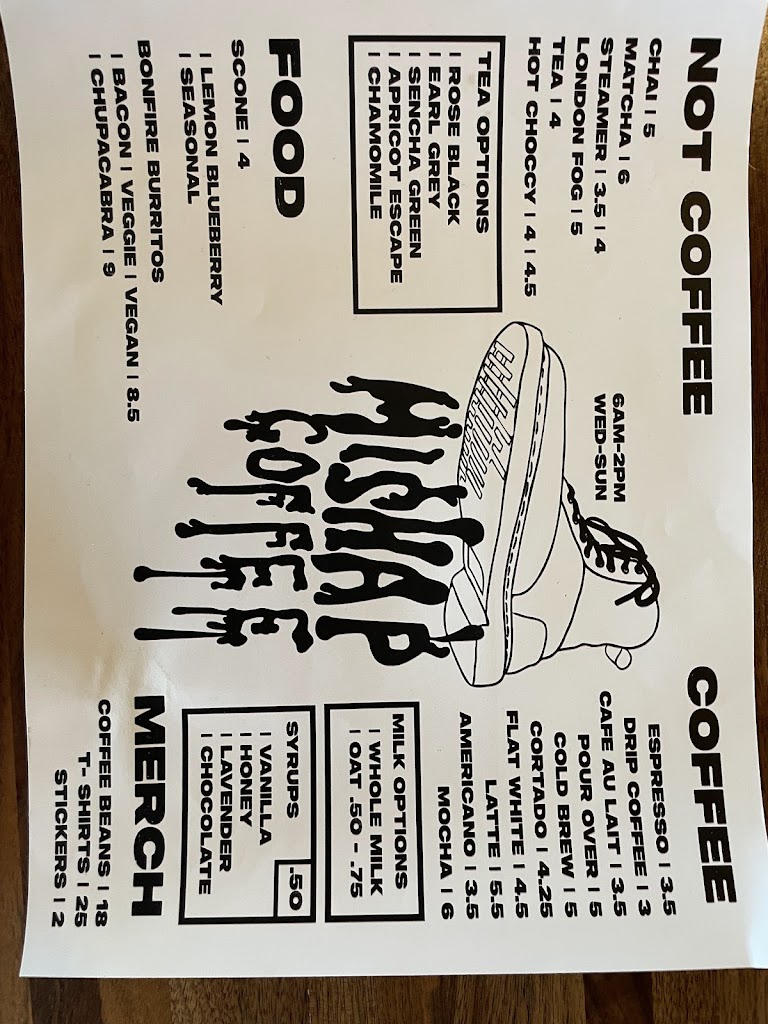 NOT COFFEE
CHAI | 5
MATCHA | 6
STEAMER | 3.5 | 4
LONDON FOG | 5
TEA | 4
HOT CHOCCY | 4 | 4.5
TEA OPTIONS
| ROSE BLACK
| EARL GREY
| SENCHA GREEN
| APRICOT ESCAPE
| CHAMOMILE
FOOD
SCONE | 4
| LEMON BLUEBERRY
| SEASONAL
BONFIRE BURRITOS
| BACON | VEGGIE | VEGAN | 8.5
| CHUPACABRA | 9
6AM-2PM
WED-SUN
MISHAP
COFFEE
COFFEE
ESPRESSO | 3.5
DRIP COFFEE | 3
CAFE AU LAIT | 3.5
POUR OVER | 5
COLD BREW | 5
CORTADO | 4.25
FLAT WHITE | 4.5
LATTE | 5.5
AMERICANO | 3.5
MOCHA | 6
MILK OPTIONS
| WHOLE MILK
| OAT .50 - .75
SYRUPS .50
| VANILLA
| HONEY
| LAVENDER
| CHOCOLATE
MERCH
COFFEE BEANS | 18
T- SHIRTS | 25
STICKERS | 2